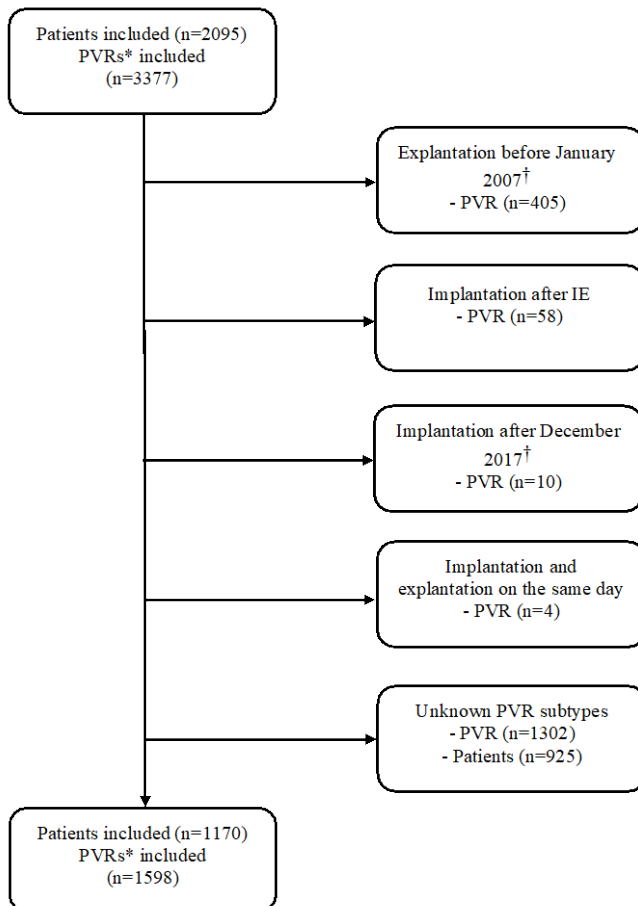 Patients included (n=2095)
PVRs* included
(n=3377)
Explantation before January
2007†
- PVR (n=405)
Implantation after IE
- PVR (n=58)
Implantation after December
2017†
- PVR (n=10)
Implantation and
explantation on the same day
- PVR (n=4)
Unknown PVR subtypes
- PVR (n=1302)
- Patients (n=925)
Patients included (n=1170)
PVRs* included
(n=1598)